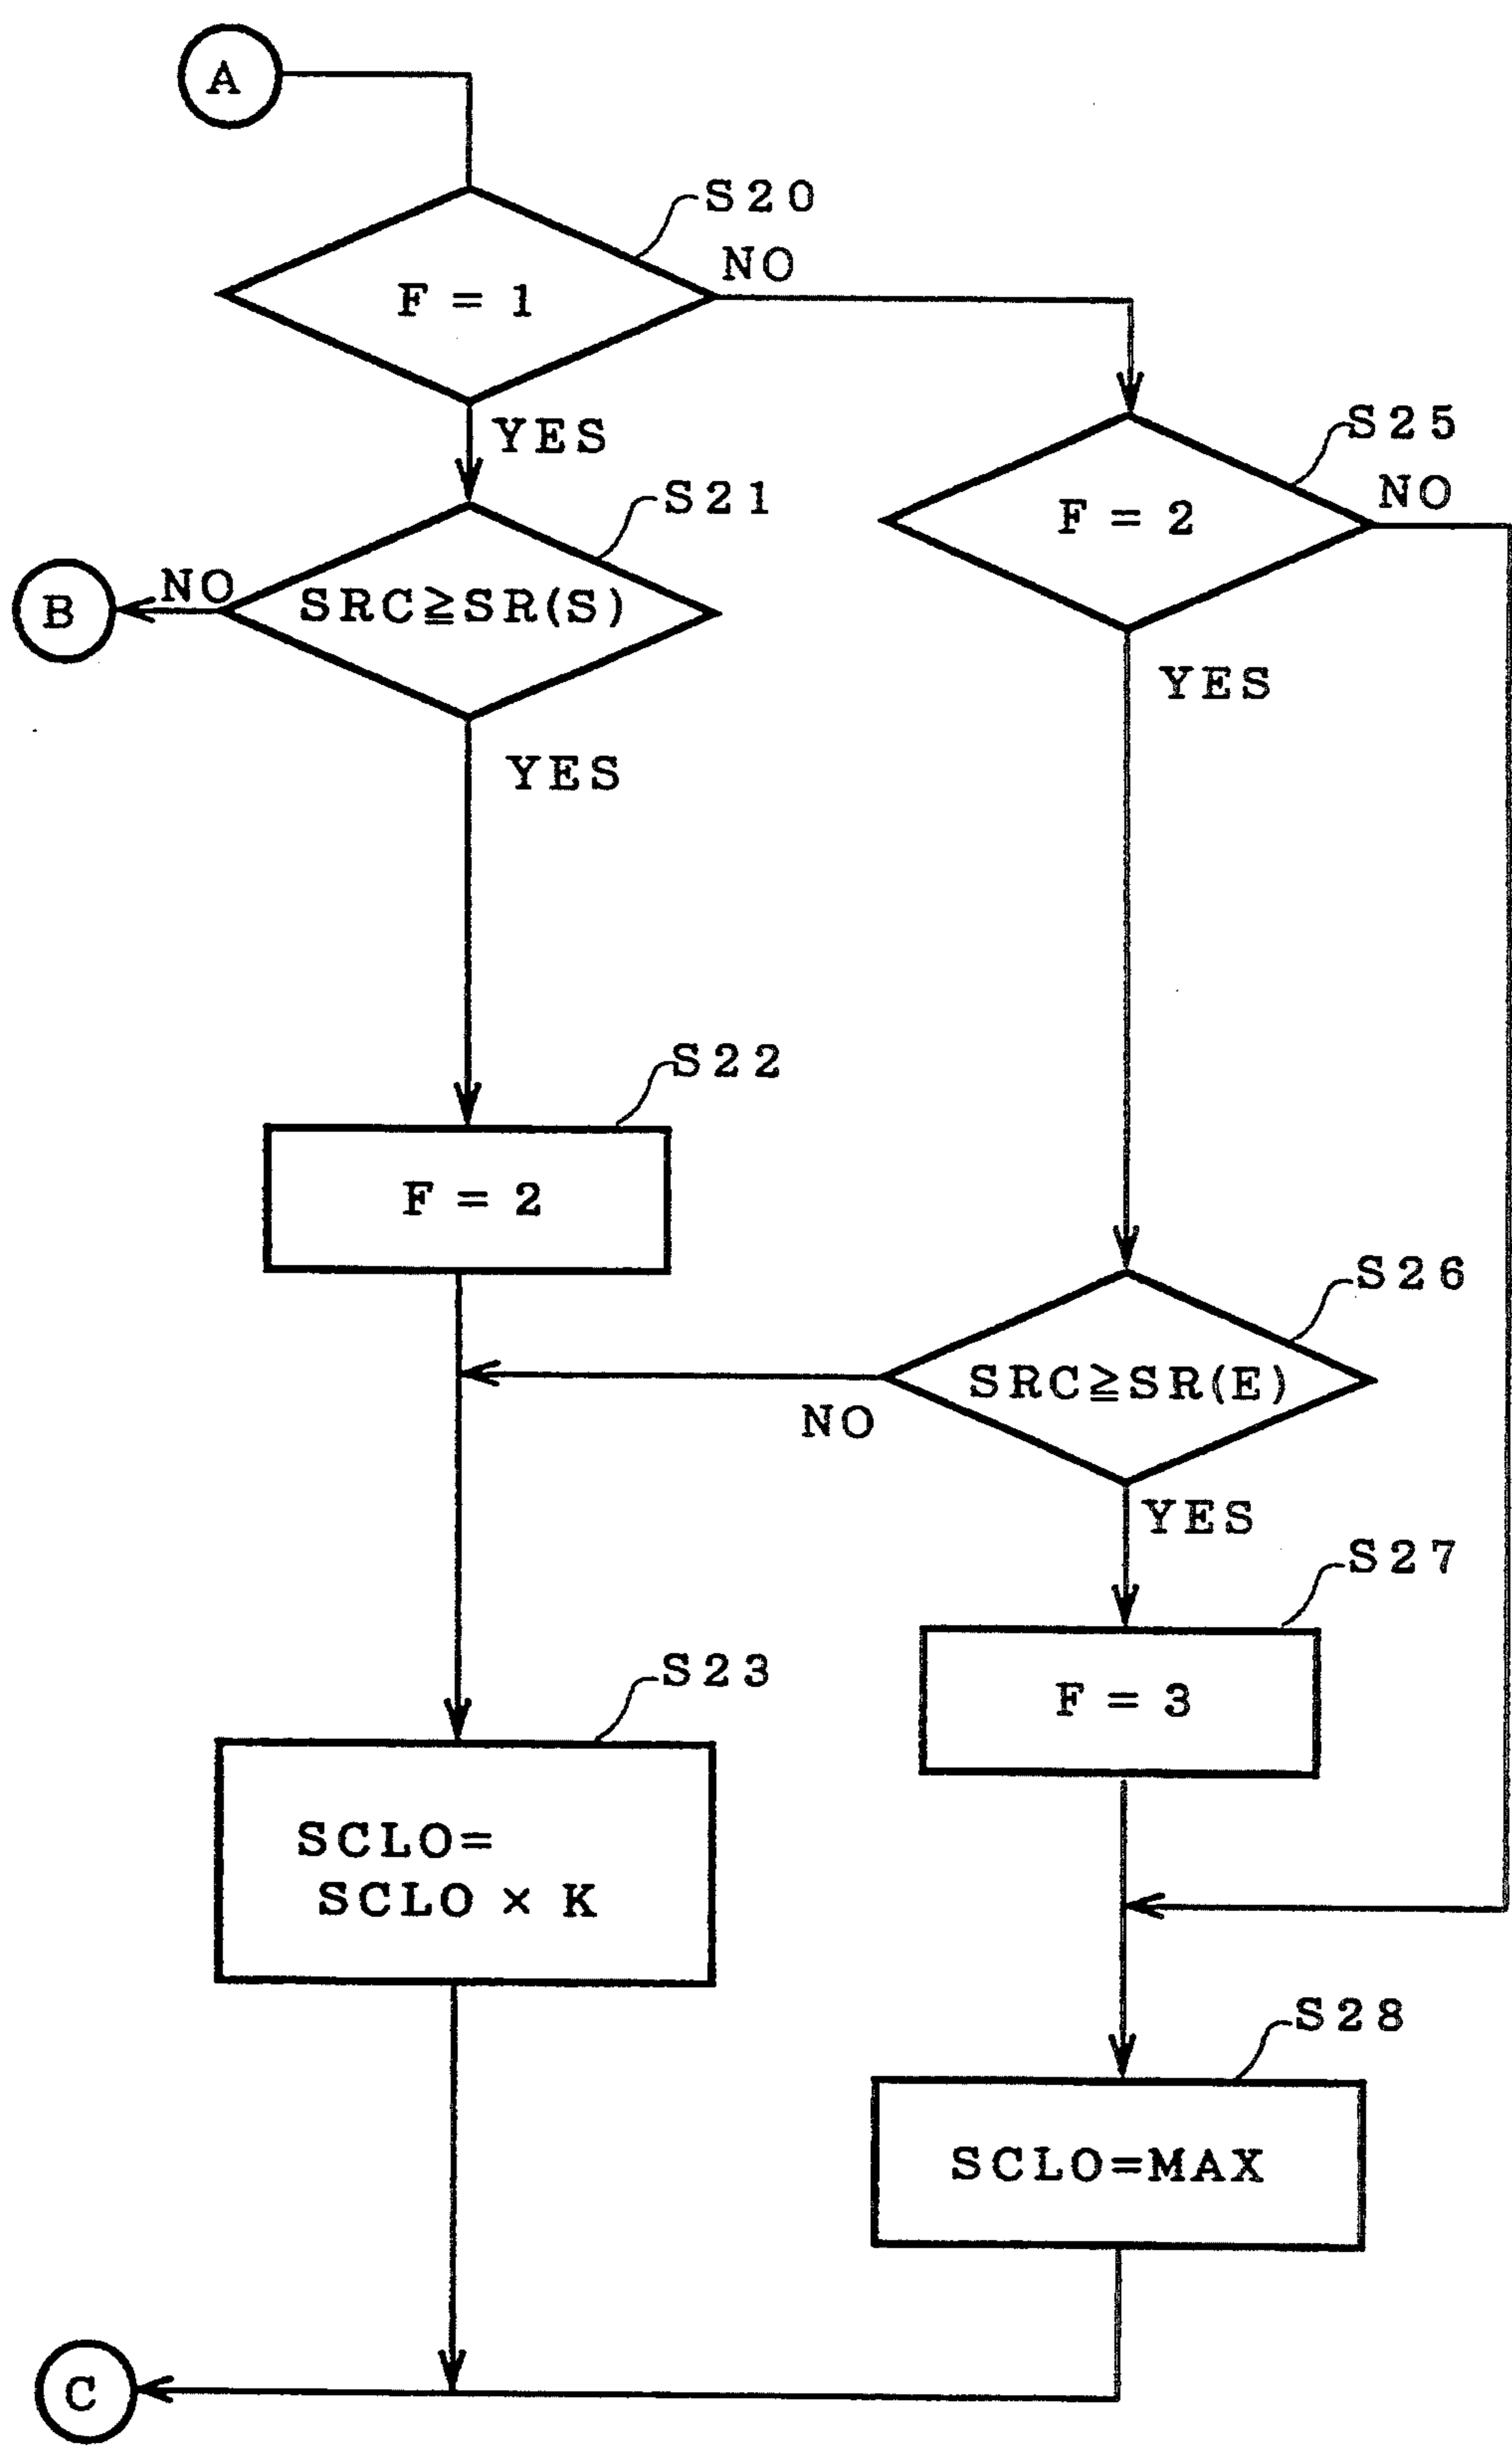 A
S20
F = 1
NO
YES
S25
F = 2
NO
S21
SRC≧SR(S)
NO
B
YES
YES
S22
F = 2
S26
SRC≧SR(E)
NO
YES
S27
F = 3
S23
SCLO=
SCLO × K
S28
SCLO=MAX
C